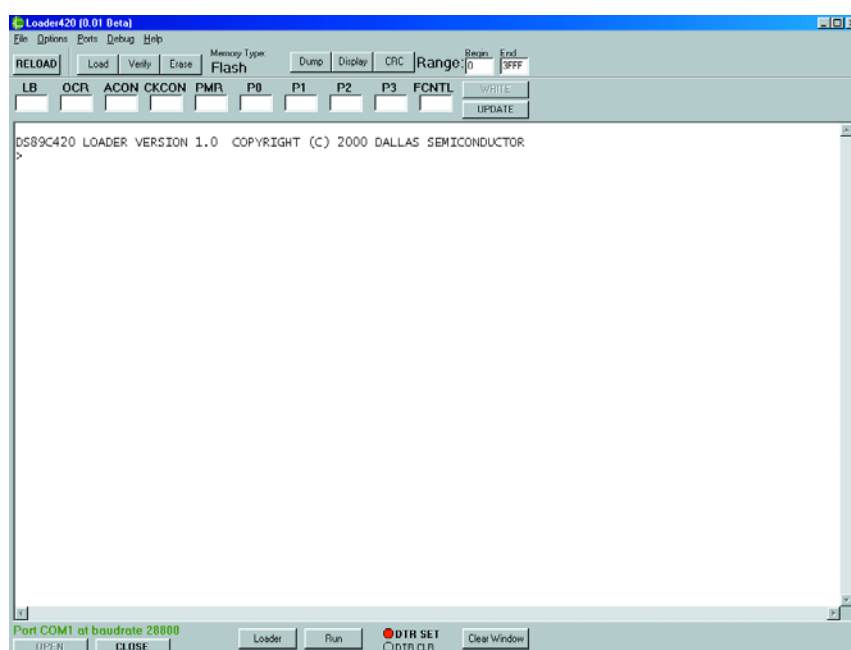 Loader420 (0.01 Beta)
File Options Ports Debug Help
RELOAD Load Verify Erase Memory Type: Flash Dump Display CRC Range: Begin 0 End 3FFF
LB OCR ACON CKCON PMR P0 P1 P2 P3 FCNTL WRITE
UPDATE
DS89C420 LOADER VERSION 1.0 COPYRIGHT (C) 2000 DALLAS SEMICONDUCTOR
>
Port COM1 at baudrate 28800
OPEN CLOSE Loader Run DTR SET Clear Window
DTR CLR